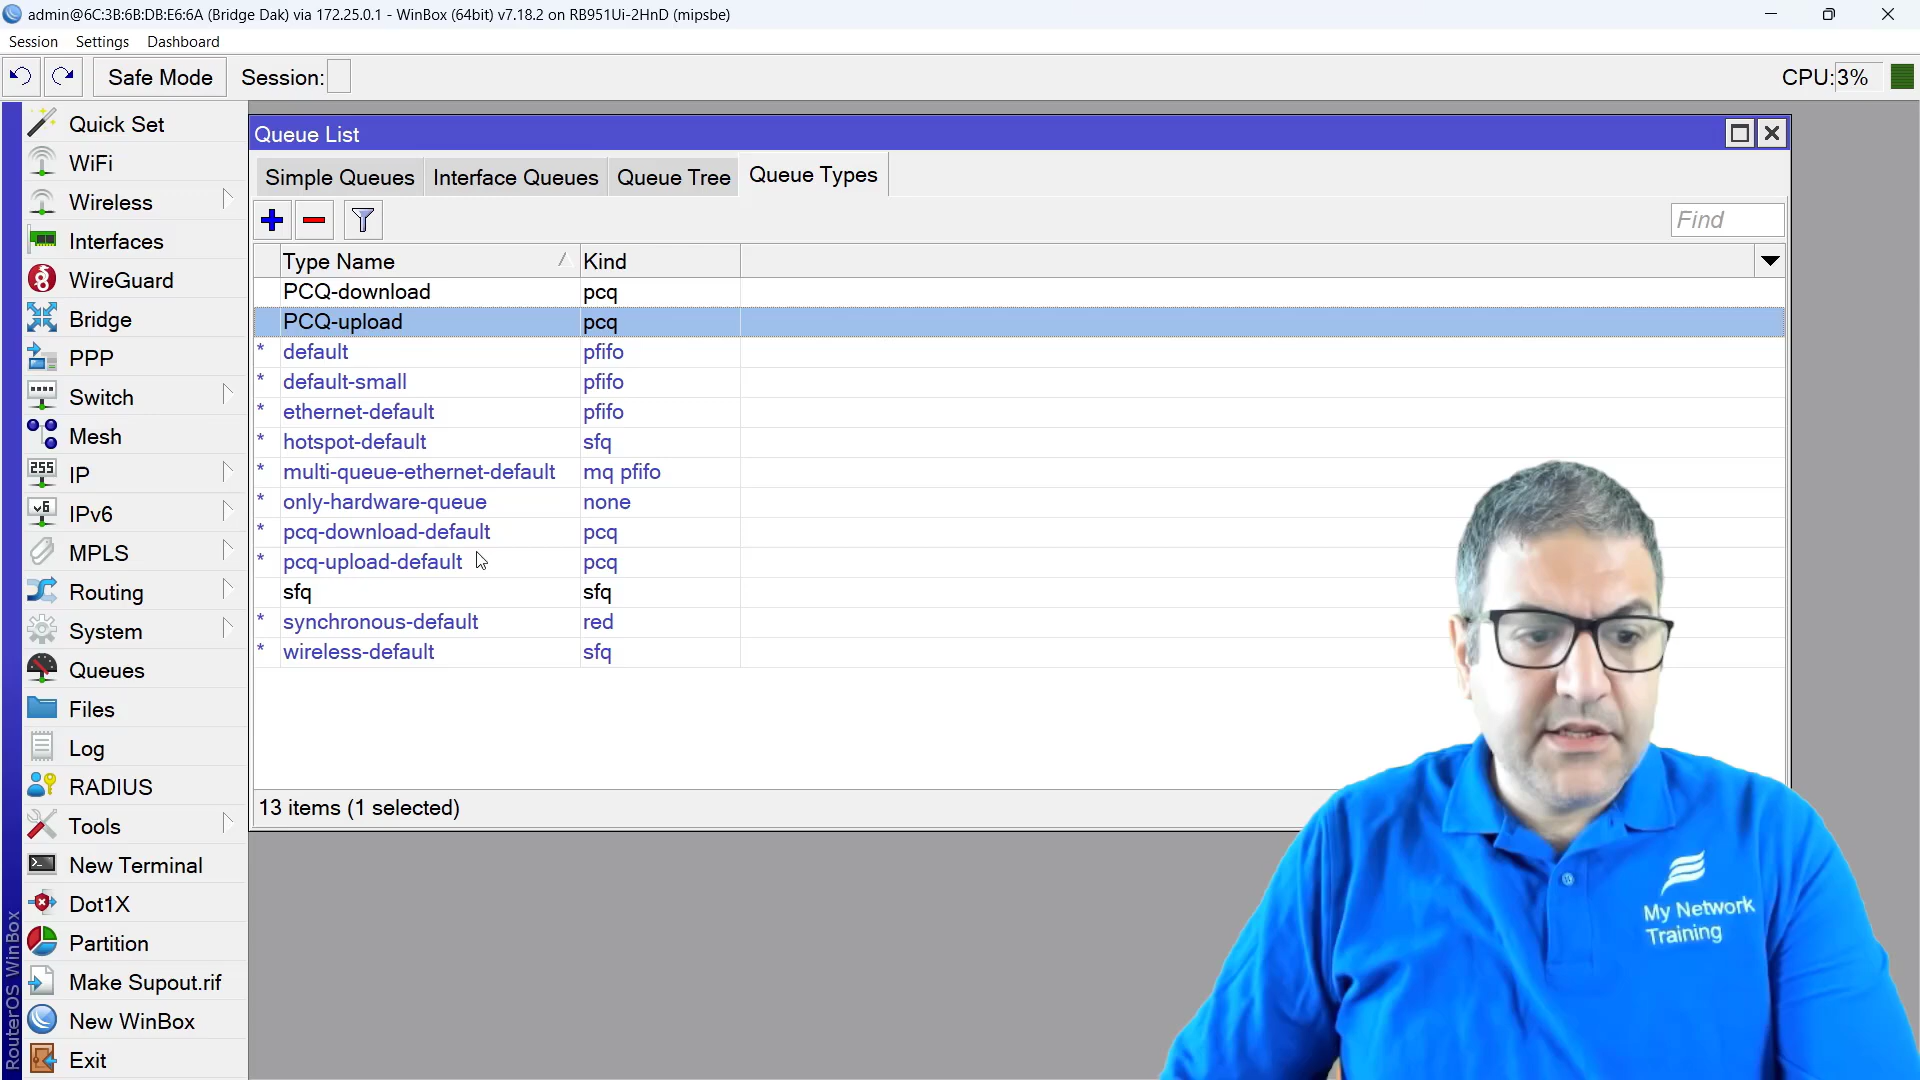 admin@6C:3B:6B:DB:E6:6A (Bridge Dak) via 172.25.0.1 - WinBox (64bit) v7.18.2 on RB951Ui-2HnD (mipsbe)
Session Settings Dashboard
Safe Mode Session: CPU: 3%
Quick Set
WiFi
Wireless
Interfaces
WireGuard
Bridge
PPP
Switch
Mesh
255 IP
v6 IPv6
MPLS
Routing
System
Queues
Files
Log
RADIUS
Tools
New Terminal
Dot1X
Partition
Make Supout.rif
New WinBox
Exit
RouterOS WinBox
Queue List
Simple Queues Interface Queues Queue Tree Queue Types
Find
Type Name Kind
PCQ-download pcq
PCQ-upload pcq
* default pfifo
* default-small pfifo
* ethernet-default pfifo
* hotspot-default sfq
* multi-queue-ethernet-default mq pfifo
* only-hardware-queue none
* pcq-download-default pcq
* pcq-upload-default pcq
sfq sfq
* synchronous-default red
* wireless-default sfq
13 items (1 selected)
My Network
Training